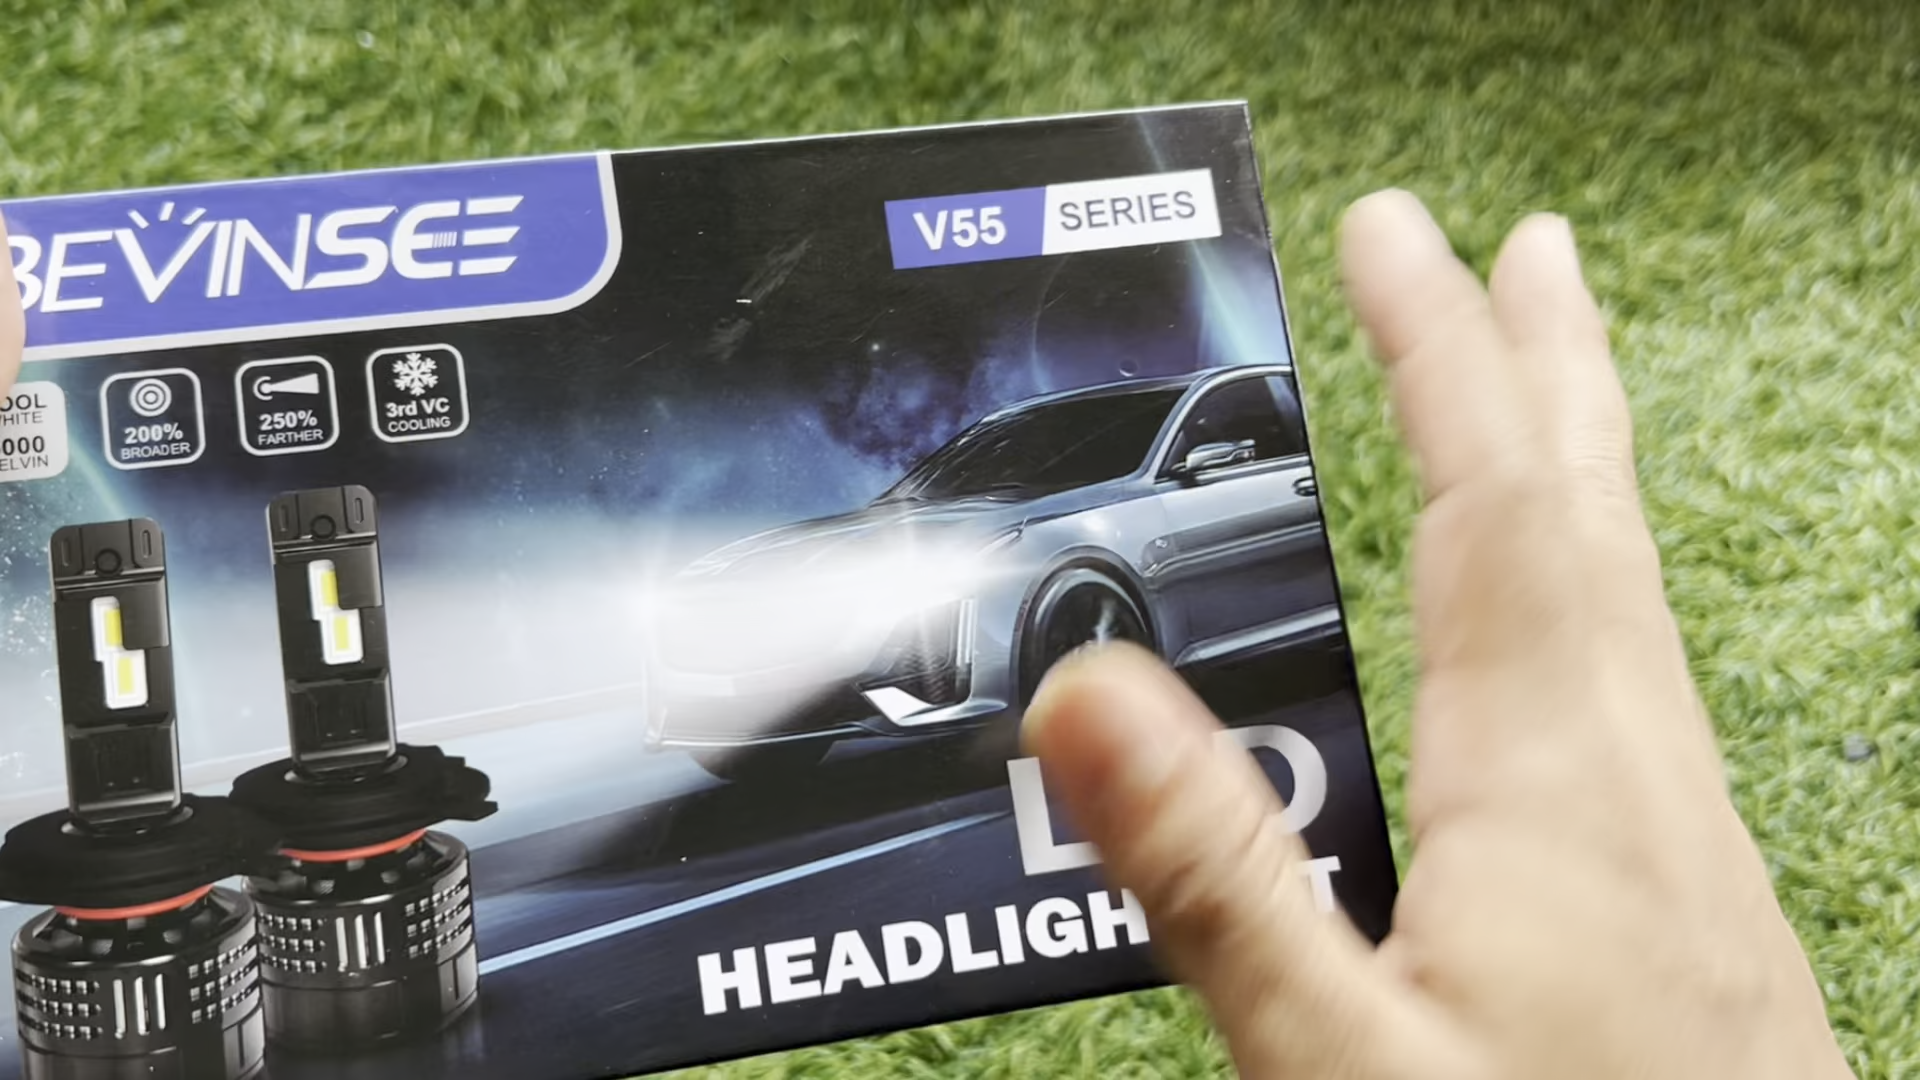 BEVINSEE
V55 SERIES
200%
BROADER
250%
FARTHER
3rd VC
COOLING
HEADLIGH